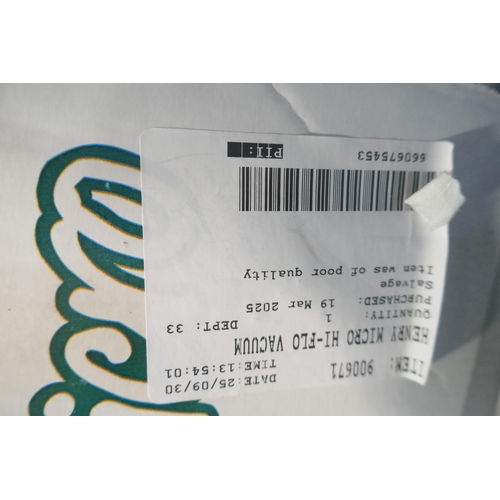 DATE:25/09/30
TIME:13:54:01
ITEM: 900671
HENRY MICRO HI-FLO VACUUM
QUANTITY: 1 DEPT: 33
PURCHASED: 19 Mar 2025
Salvage
Item was of poor quality
660675453 PII: